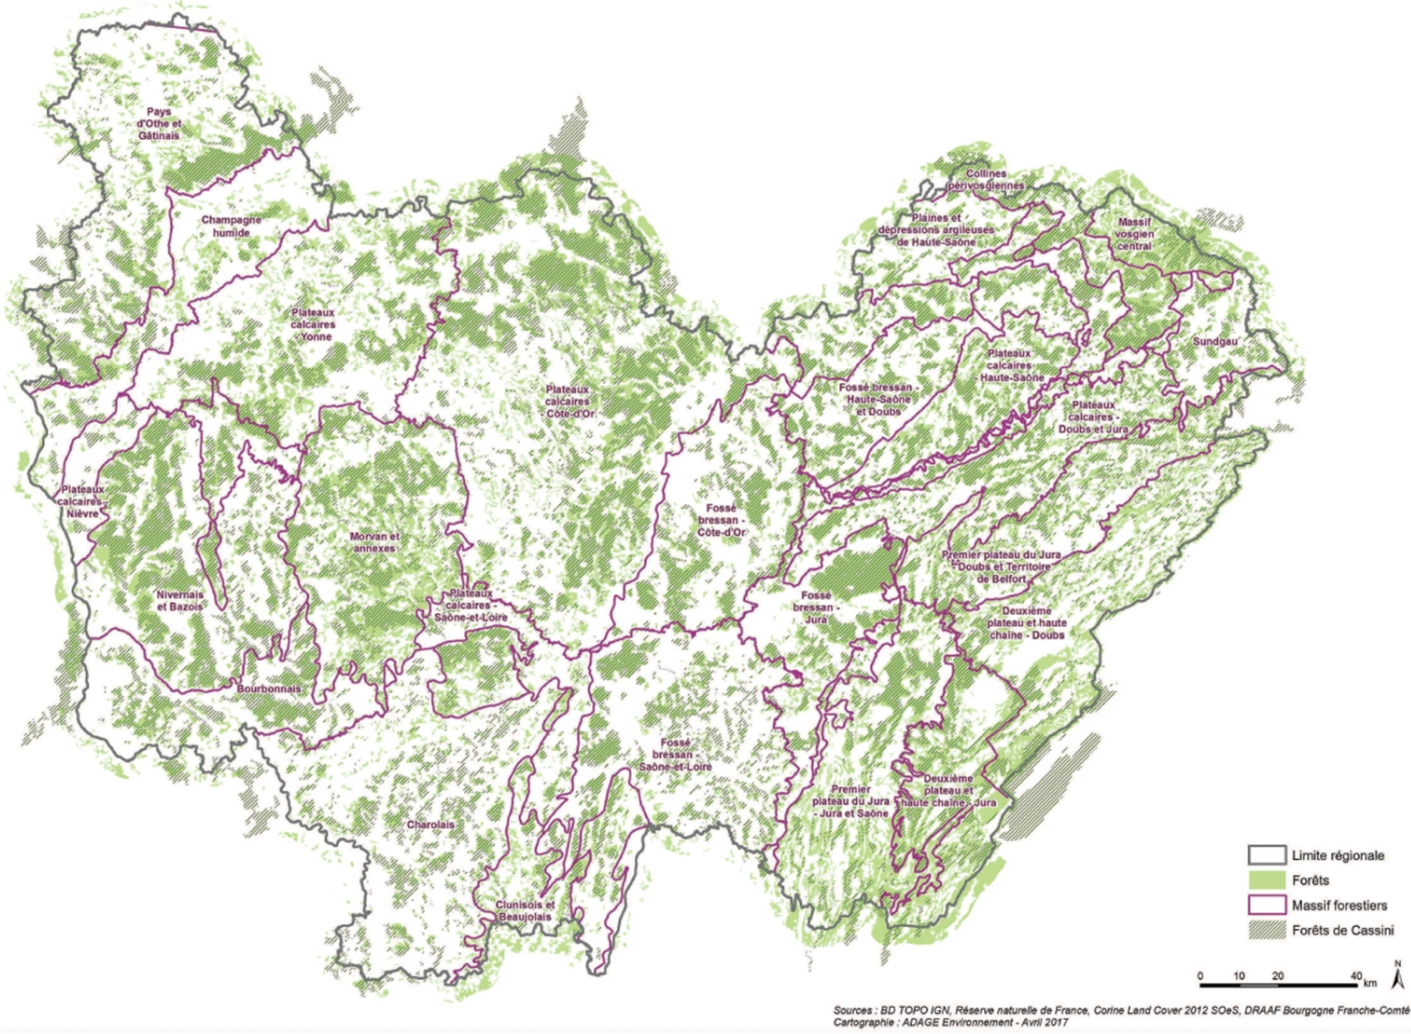 Pays
d'Othe et
Gâtinais
Champagne
humide
Plateaux
calcaires
- Yonne
Plateaux
calcaires
- Côte-d'Or
Collines
périvosgiennes
Plaines et
dépressions argileuses
de Haute-Saône
Massif
vosgien
central
Sundgau
Plateaux
calcaires
- Haute-Saône
Fossé bressan -
Haute-Saône
et Doubs
Plateaux
calcaires -
Doubs et Jura
Plateaux
calcaires -
Nièvre
Morvan et
annexes
Fossé
bressan -
Côte-d'Or
Nivernais
et Bazois
Plateaux
calcaires -
Saône-et-Loire
Fossé
bressan -
Jura
Premier plateau du Jura
- Doubs et Territoire
de Belfort
Deuxième
plateau et haute
chaîne - Doubs
Bourbonnais
Fossé
bressan -
Saône-et-Loire
Charolais
Premier
plateau du Jura
- Jura et Saône
Deuxième
plateau et
haute chaîne - Jura
Clunisois et
Beaujolais
Limite régionale
Forêts
Massif forestiers
Forêts de Cassini
0 10 20 40 km
N
Sources : BD TOPO IGN, Réserve naturelle de France, Corine Land Cover 2012 SOeS, DRAAF Bourgogne Franche-Comté
Cartographie : ADAGE Environnement - Avril 2017